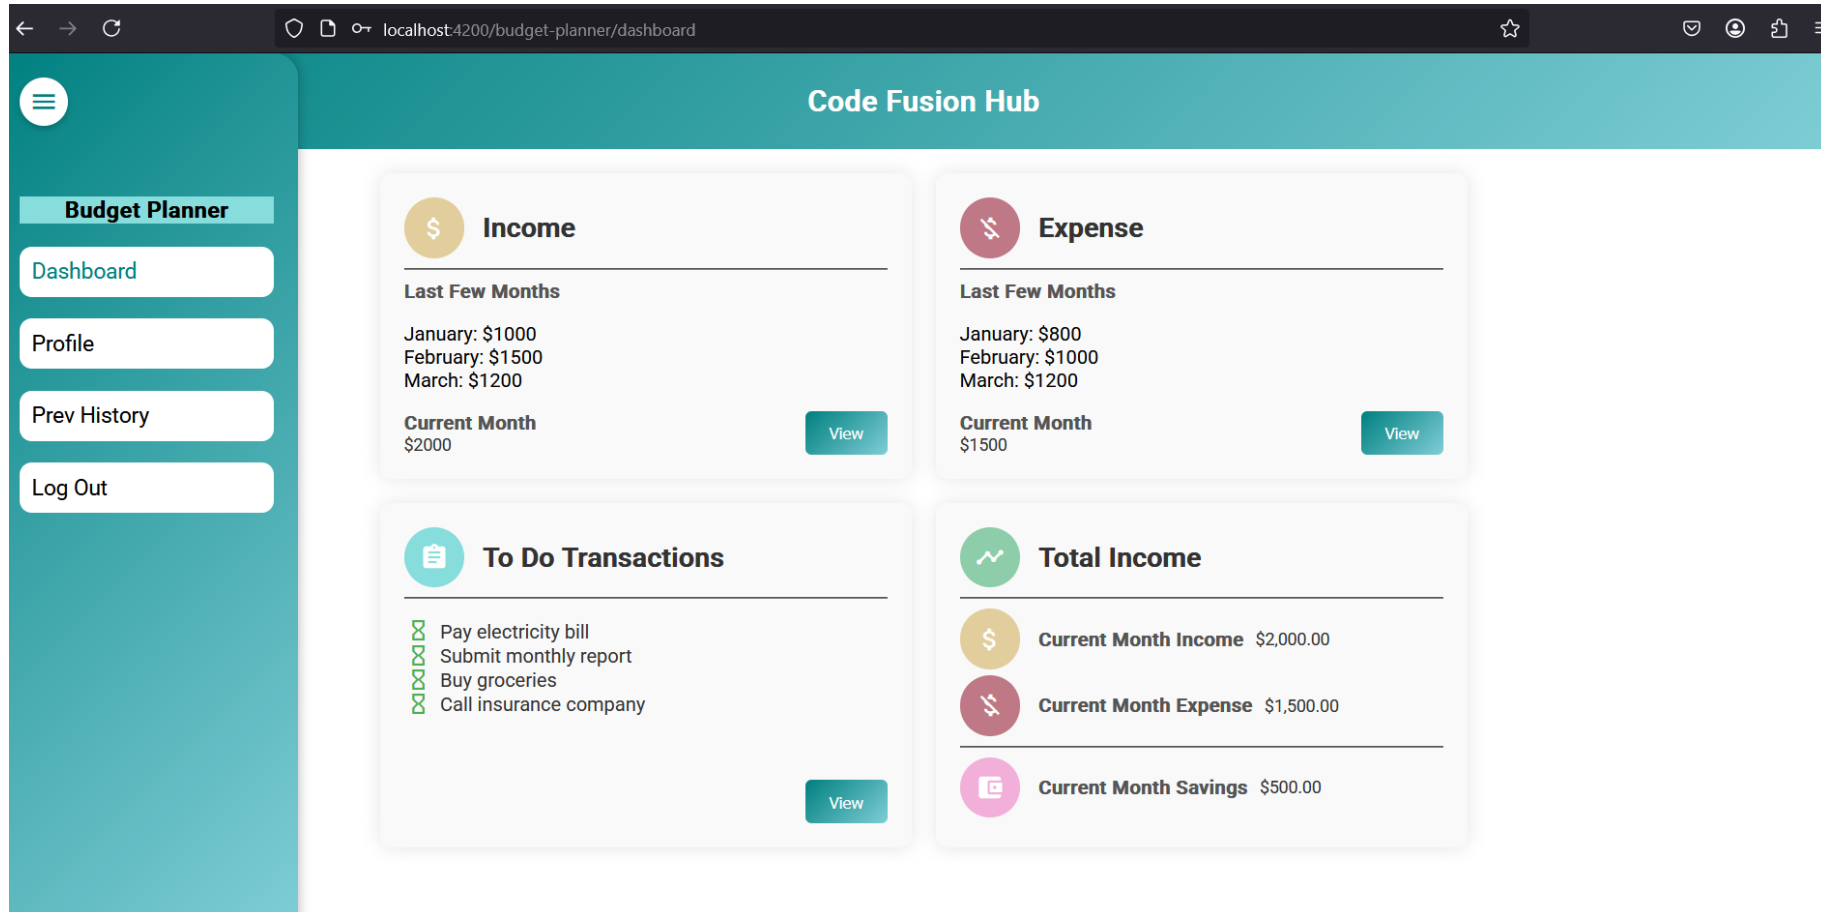 localhost:4200/budget-planner/dashboard
Code Fusion Hub
Budget Planner
Dashboard
Profile
Prev History
Log Out
Income
Last Few Months
January: $1000
February: $1500
March: $1200
Current Month
$2000
View
Expense
Last Few Months
January: $800
February: $1000
March: $1200
Current Month
$1500
View
To Do Transactions
Pay electricity bill
Submit monthly report
Buy groceries
Call insurance company
View
Total Income
Current Month Income $2,000.00
Current Month Expense $1,500.00
Current Month Savings $500.00